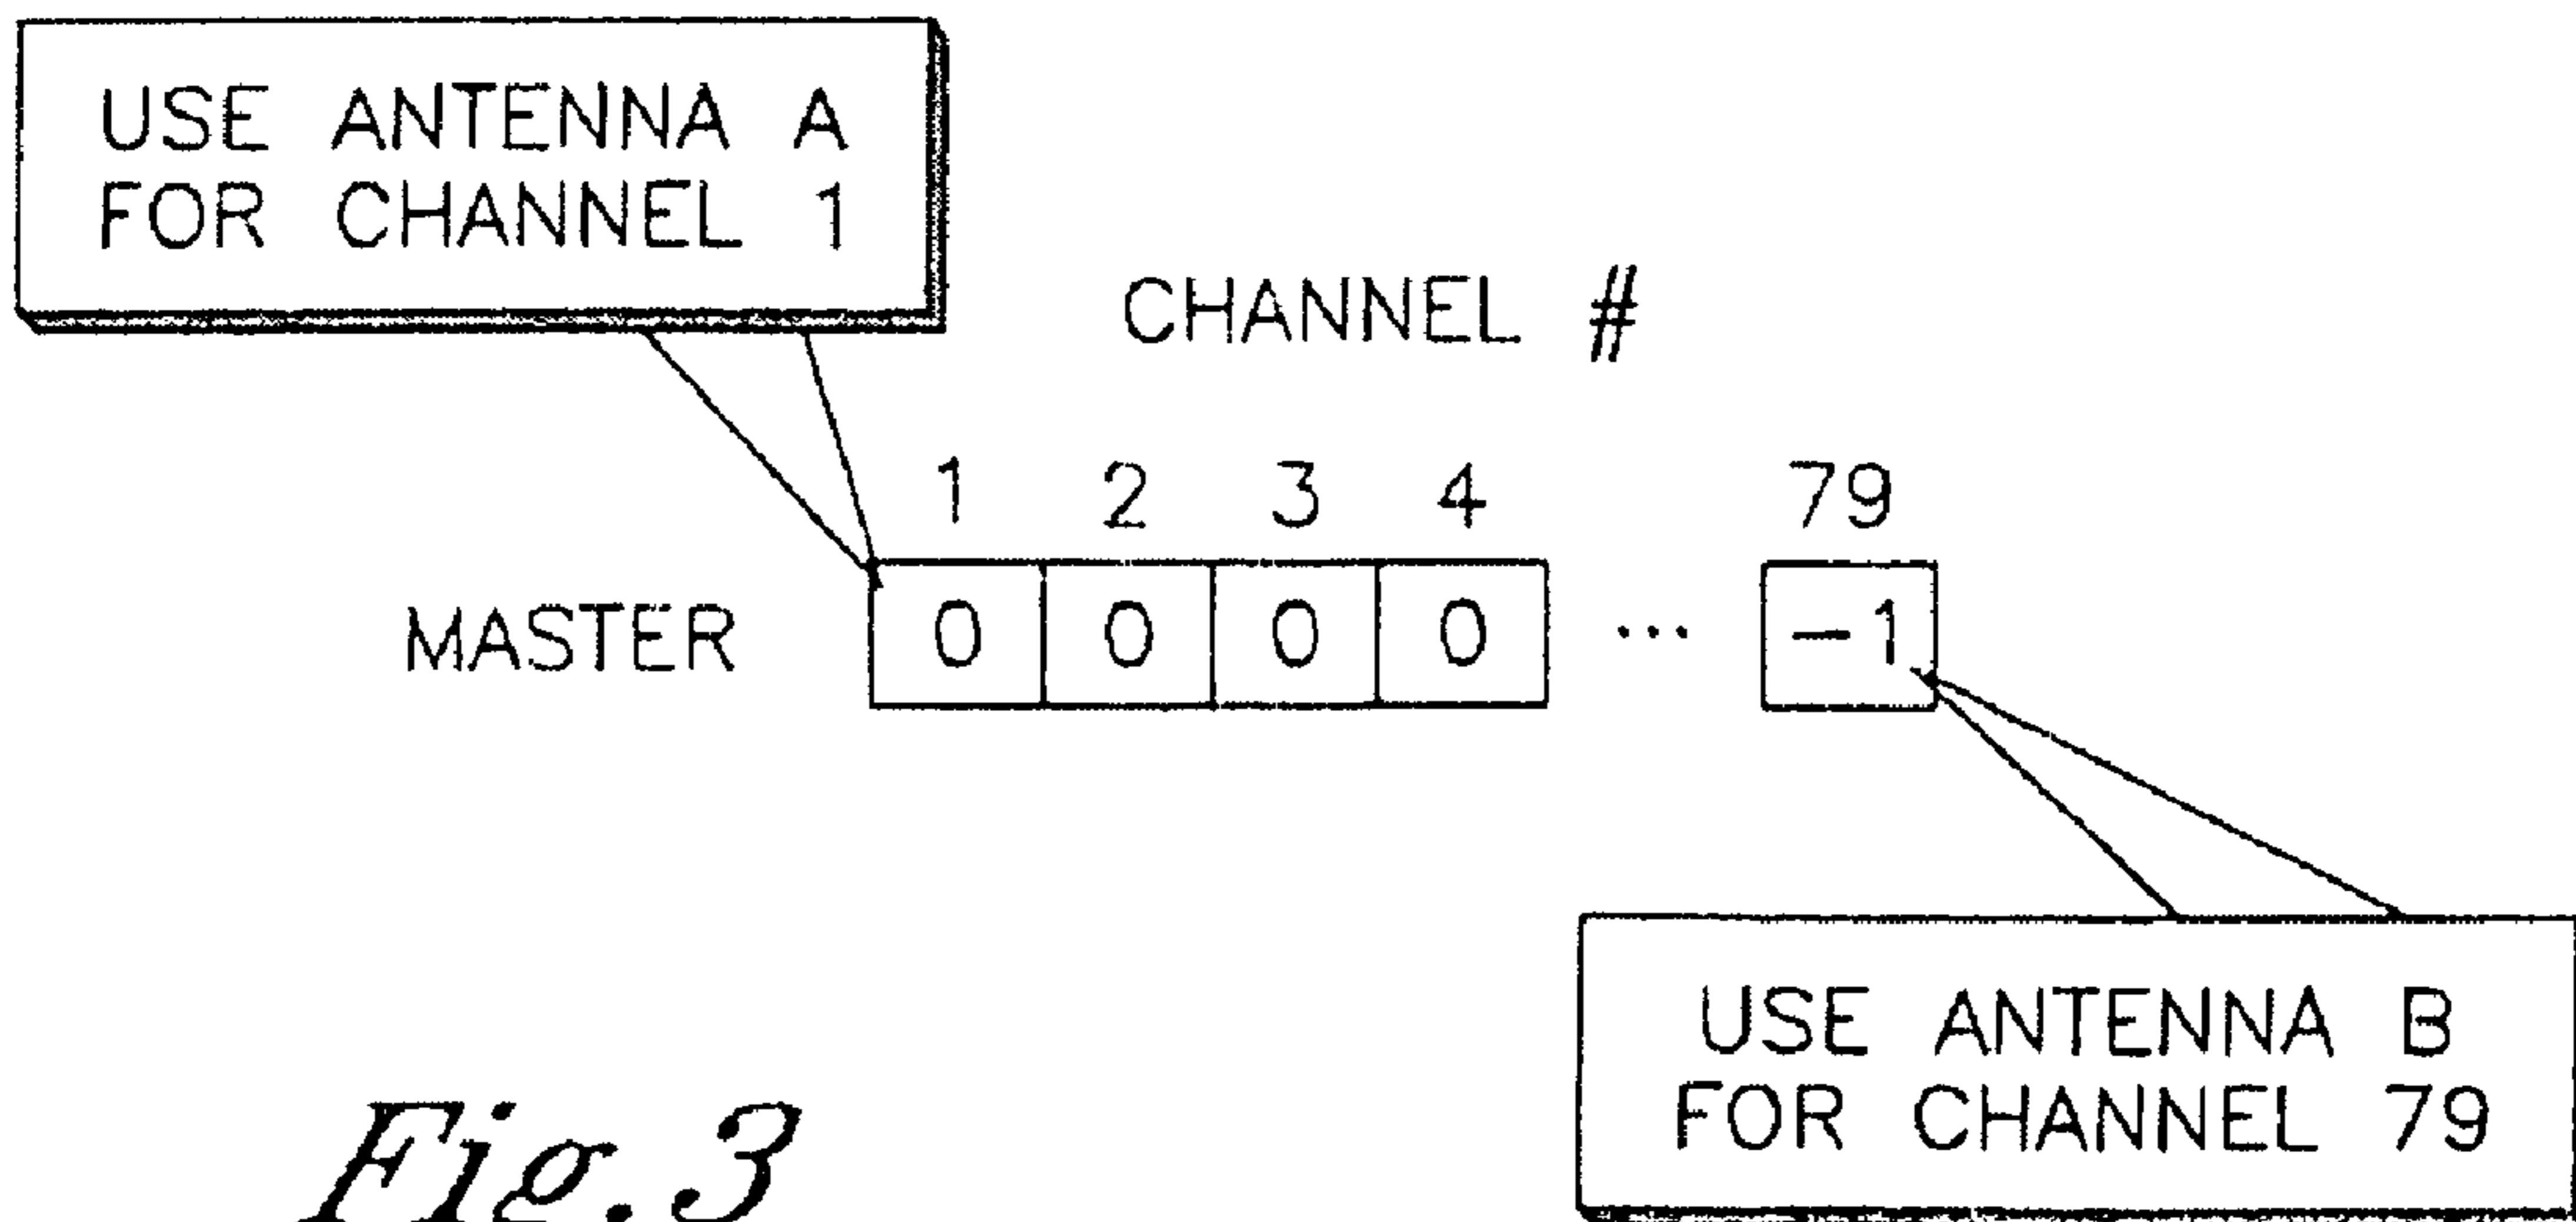 USE ANTENNA A
FOR CHANNEL 1
CHANNEL #
1 2 3 4 79
MASTER 0 0 0 0 ... -1
USE ANTENNA B
FOR CHANNEL 79
Fig. 3